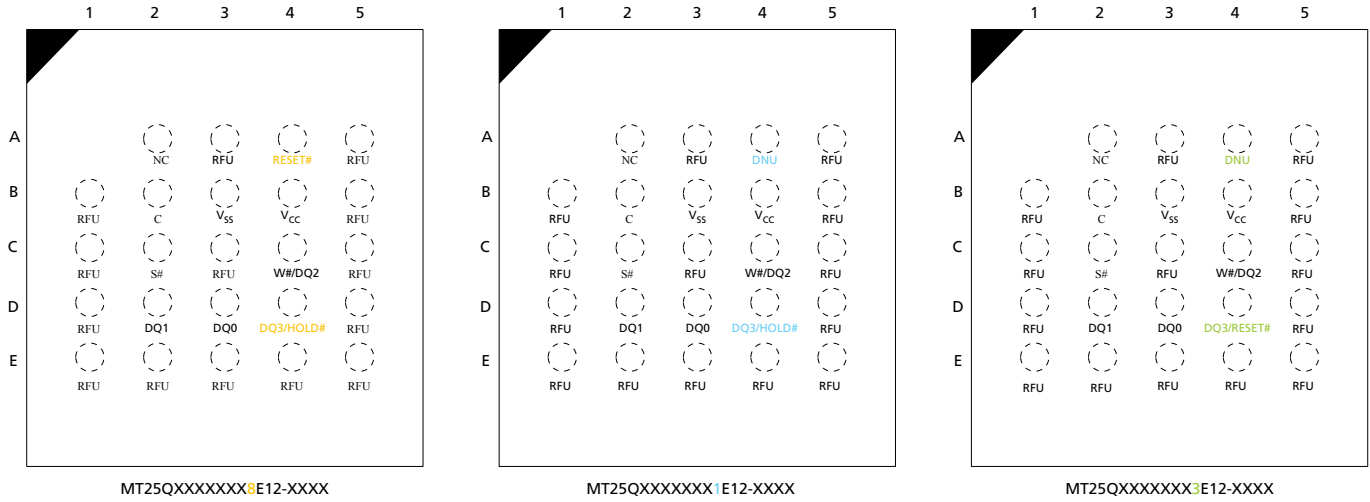 1 2 3 4 5 1 2 3 4 5 1 2 3 4 5
A A A
NC RFU RESET# RFU NC RFU DNU RFU NC RFU DNU RFU
B B B
RFU C VSS VCC RFU RFU C VSS VCC RFU RFU C VSS VCC RFU
C C C
RFU S# RFU W#/DQ2 RFU RFU S# RFU W#/DQ2 RFU RFU S# RFU W#/DQ2 RFU
D D D
RFU DQ1 DQ0 DQ3/HOLD# RFU RFU DQ1 DQ0 DQ3/HOLD# RFU RFU DQ1 DQ0 DQ3/RESET# RFU
E E E
RFU RFU RFU RFU RFU RFU RFU RFU RFU RFU RFU RFU RFU RFU RFU
MT25QXXXXXXX8E12-XXXX MT25QXXXXXXX1E12-XXXX MT25QXXXXXXX3E12-XXXX